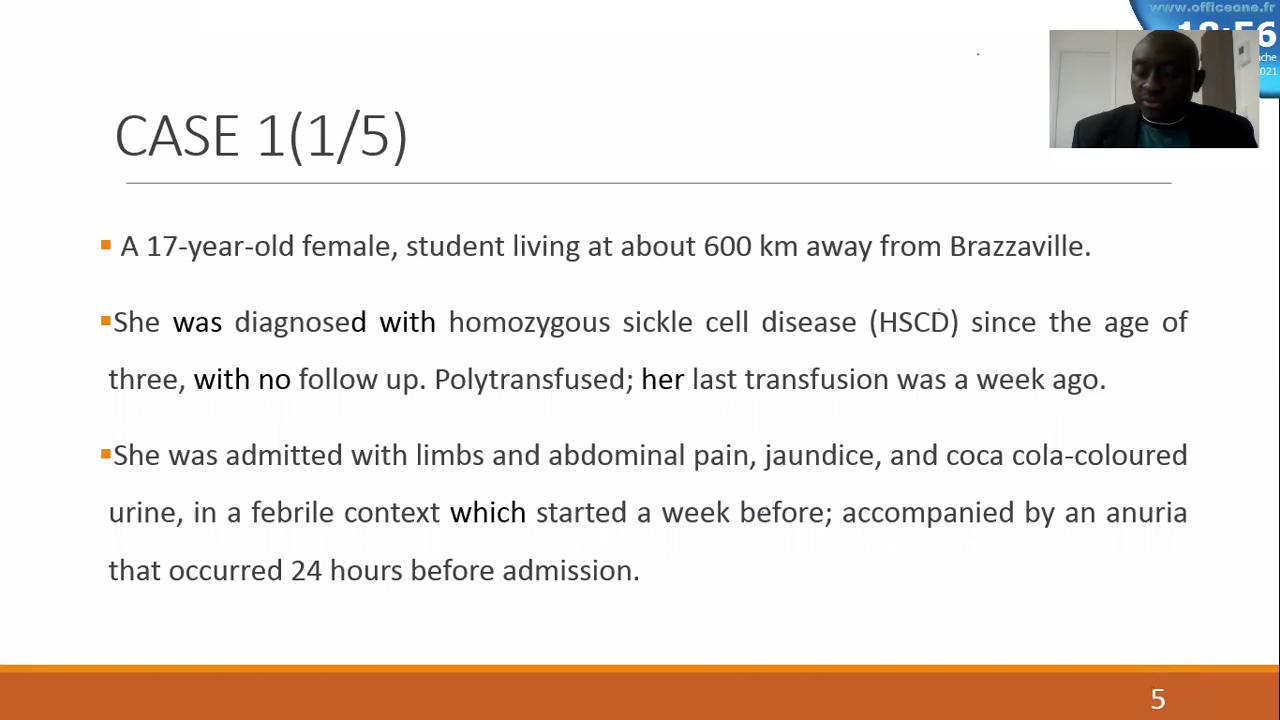 www.officeone.fr
CASE 1(1/5)
A 17-year-old female, student living at about 600 km away from Brazzaville.
She was diagnosed with homozygous sickle cell disease (HSCD) since the age of
three, with no follow up. Polytransfused; her last transfusion was a week ago.
She was admitted with limbs and abdominal pain, jaundice, and coca cola-coloured
urine, in a febrile context which started a week before; accompanied by an anuria
that occurred 24 hours before admission.
5